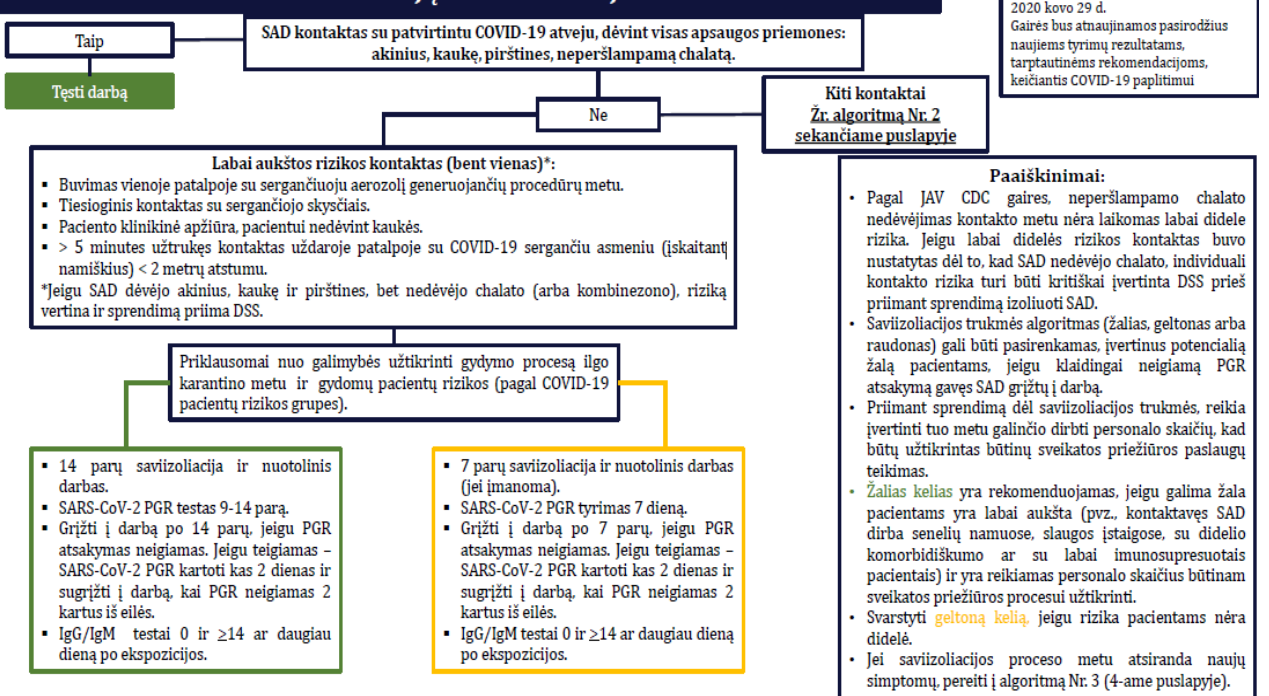 2020 kovo 29 d.
Gairės bus atnaujinamos pasirodžius
naujiems tyrimų rezultatams,
tarptautinėms rekomendacijoms,
keičiantis COVID-19 paplitimui
SAD kontaktas su patvirtintu COVID-19 atveju, dėvint visas apsaugos priemones:
akinius, kaukę, pirštines, neperšlampamą chalatą.
Taip
Tęsti darbą
Ne
Kiti kontaktai
Žr. algoritmą Nr. 2
sekančiame puslapyje
Labai aukštos rizikos kontaktas (bent vienas)*:
▪ Buvimas vienoje patalpoje su sergančiuoju aerozolį generuojančių procedūrų metu.
▪ Tiesioginis kontaktas su sergančiojo skysčiais.
▪ Paciento klinikinė apžiūra, pacientui nedėvint kaukės.
▪ > 5 minutes užtrukęs kontaktas uždaroje patalpoje su COVID-19 sergančiu asmeniu (įskaitant
namiškius) < 2 metrų atstumu.
*Jeigu SAD dėvėjo akinius, kaukę ir pirštines, bet nedėvėjo chalato (arba kombinezono), riziką
vertina ir sprendimą priima DSS.
Priklausomai nuo galimybės užtikrinti gydymo procesą ilgo
karantino metu ir gydomų pacientų rizikos (pagal COVID-19
pacientų rizikos grupes).
▪ 14 parų saviizoliacija ir nuotolinis
darbas.
▪ SARS-CoV-2 PGR testas 9-14 parą.
▪ Grįžti į darbą po 14 parų, jeigu PGR
atsakymas neigiamas. Jeigu teigiamas –
SARS-CoV-2 PGR kartoti kas 2 dienas ir
sugrįžti į darbą, kai PGR neigiamas 2
kartus iš eilės.
▪ IgG/IgM testai 0 ir ≥14 ar daugiau
dieną po ekspozicijos.
▪ 7 parų saviizoliacija ir nuotolinis darbas
(jei įmanoma).
▪ SARS-CoV-2 PGR tyrimas 7 dieną.
▪ Grįžti į darbą po 7 parų, jeigu PGR
atsakymas neigiamas. Jeigu teigiamas –
SARS-CoV-2 PGR kartoti kas 2 dienas ir
sugrįžti į darbą, kai PGR neigiamas 2
kartus iš eilės.
▪ IgG/IgM testai 0 ir ≥14 ar daugiau dieną
po ekspozicijos.
Paaiškinimai:
• Pagal JAV CDC gaires, neperšlampamo chalato
nedėvėjimas kontakto metu nėra laikomas labai didele
rizika. Jeigu labai didelės rizikos kontaktas buvo
nustatytas dėl to, kad SAD nedėvėjo chalato, individuali
kontakto rizika turi būti kritiškai įvertinta DSS prieš
priimant sprendimą izoliuoti SAD.
• Saviizoliacijos trukmės algoritmas (žalias, geltonas arba
raudonas) gali būti pasirenkamas, įvertinus potencialią
žalą pacientams, jeigu klaidingai neigiamą PGR
atsakymą gavęs SAD grįžtų į darbą.
• Priimant sprendimą dėl saviizoliacijos trukmės, reikia
įvertinti tuo metu galinčio dirbti personalo skaičių, kad
būtų užtikrintas būtinų sveikatos priežiūros paslaugų
teikimas.
• Žalias kelias yra rekomenduojamas, jeigu galima žala
pacientams yra labai aukšta (pvz., kontaktavęs SAD
dirba senelių namuose, slaugos įstaigose, su didelio
komorbidiškumo ar su labai imunosupresuotais
pacientais) ir yra reikiamas personalo skaičius būtinam
sveikatos priežiūros procesui užtikrinti.
• Svarstyti geltoną kelią, jeigu rizika pacientams nėra
didelė.
• Jei saviizoliacijos proceso metu atsiranda naujų
simptomų, pereiti į algoritmą Nr. 3 (4-ame puslapyje).